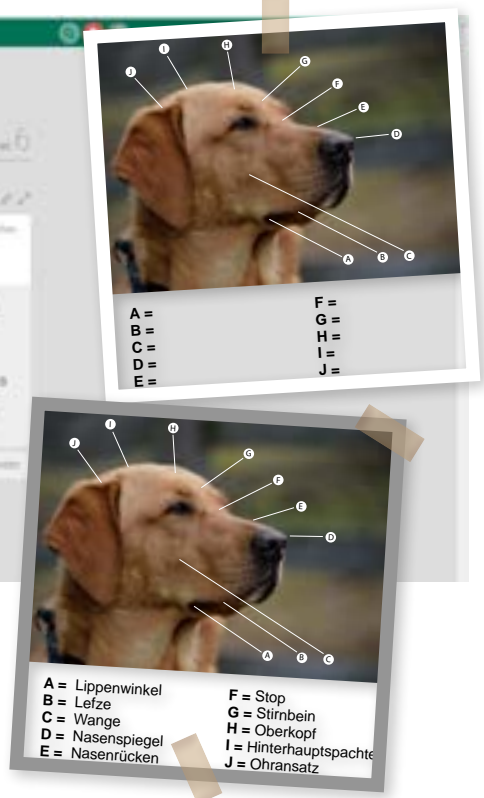 J
I
H
G
F
E
D
A
B
C
A =
B =
C =
D =
E =
F =
G =
H =
I =
J =
J
I
H
G
F
E
D
A
B
C
A = Lippenwinkel
B = Lefze
C = Wange
D = Nasenspiegel
E = Nasenrücken
F = Stop
G = Stirnbein
H = Oberkopf
I = Hinterhauptspachte
J = Ohransatz